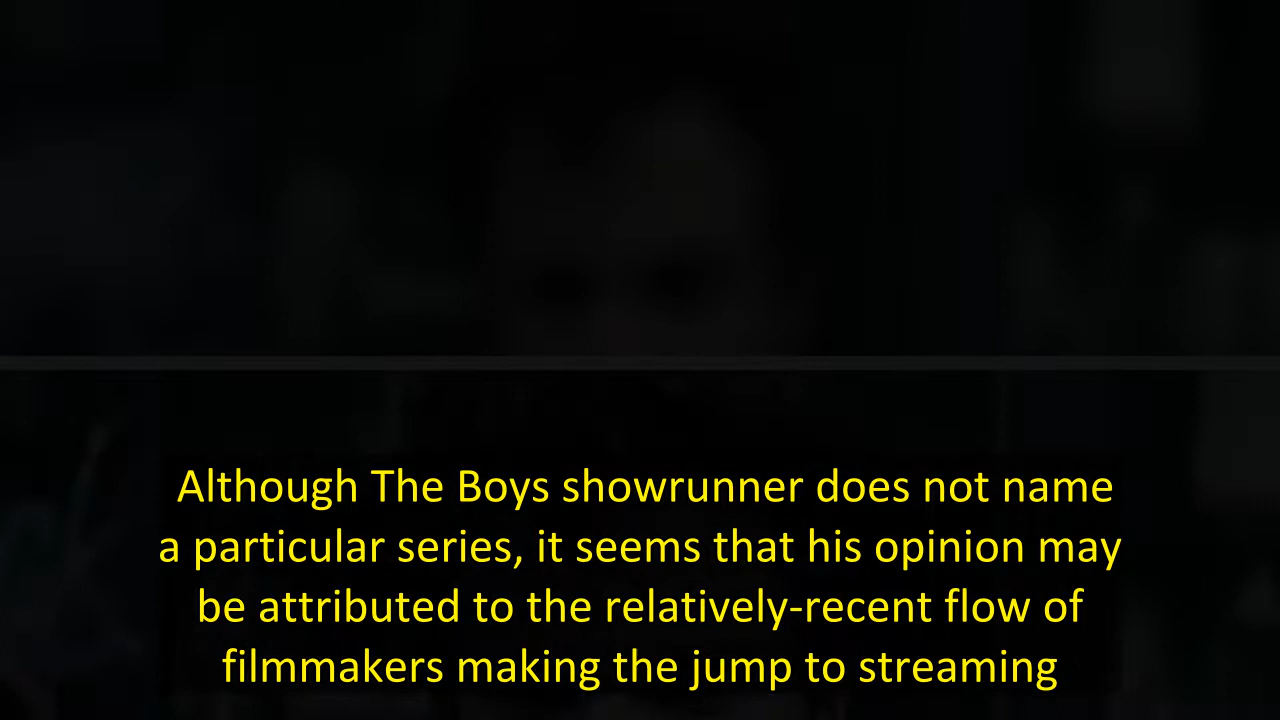 Although The Boys showrunner does not name
a particular series, it seems that his opinion may
be attributed to the relatively-recent flow of
filmmakers making the jump to streaming